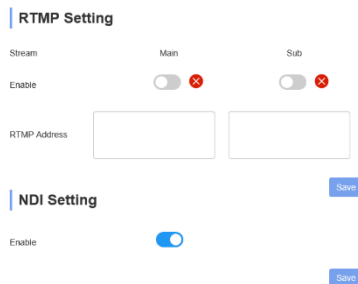 RTMP Setting
Stream Main Sub
Enable
RTMP Address
Save
NDI Setting
Enable
Save